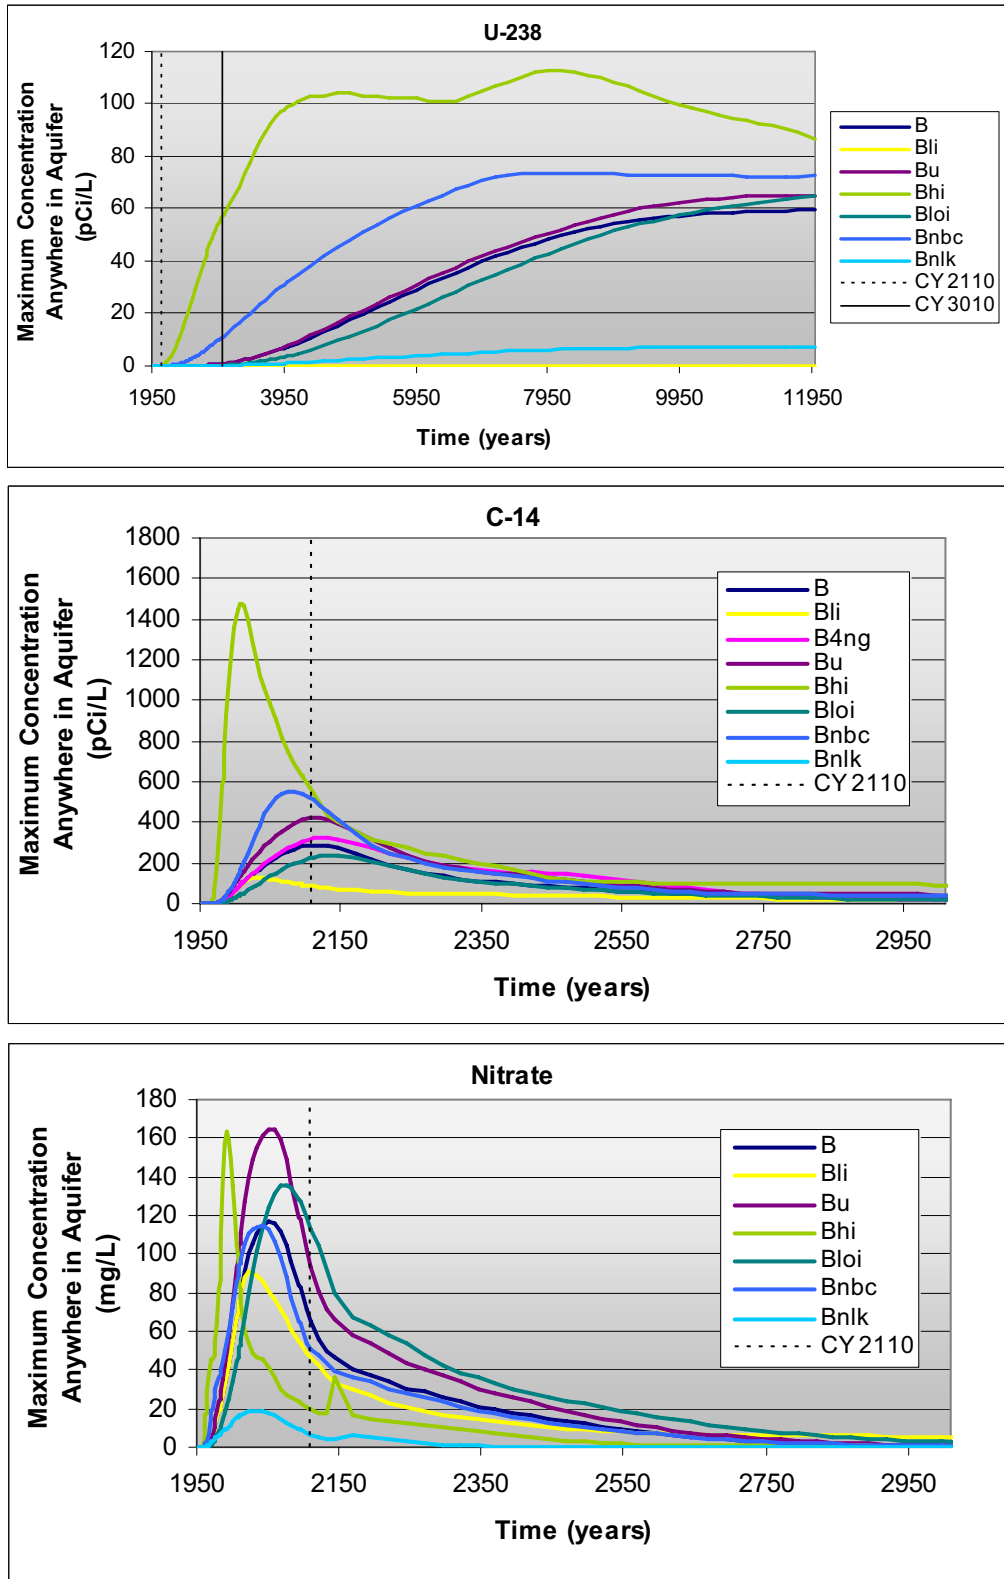 U-238
Maximum Concentration
Anywhere in Aquifer
(pCi/L)
120
100
80
60
40
20
0
1950 3950 5950 7950 9950 11950
Time (years)
B
Bli
Bu
Bhi
Bloi
Bnbc
Bnlk
CY 2110
CY 3010
C-14
Maximum Concentration
Anywhere in Aquifer
(pCi/L)
1800
1600
1400
1200
1000
800
600
400
200
0
1950 2150 2350 2550 2750 2950
Time (years)
B
Bli
B4ng
Bu
Bhi
Bloi
Bnbc
Bnlk
CY 2110
Nitrate
Maximum Concentration
Anywhere in Aquifer
(mg/L)
180
160
140
120
100
80
60
40
20
0
1950 2150 2350 2550 2750 2950
Time (years)
B
Bli
Bu
Bhi
Bloi
Bnbc
Bnlk
CY 2110